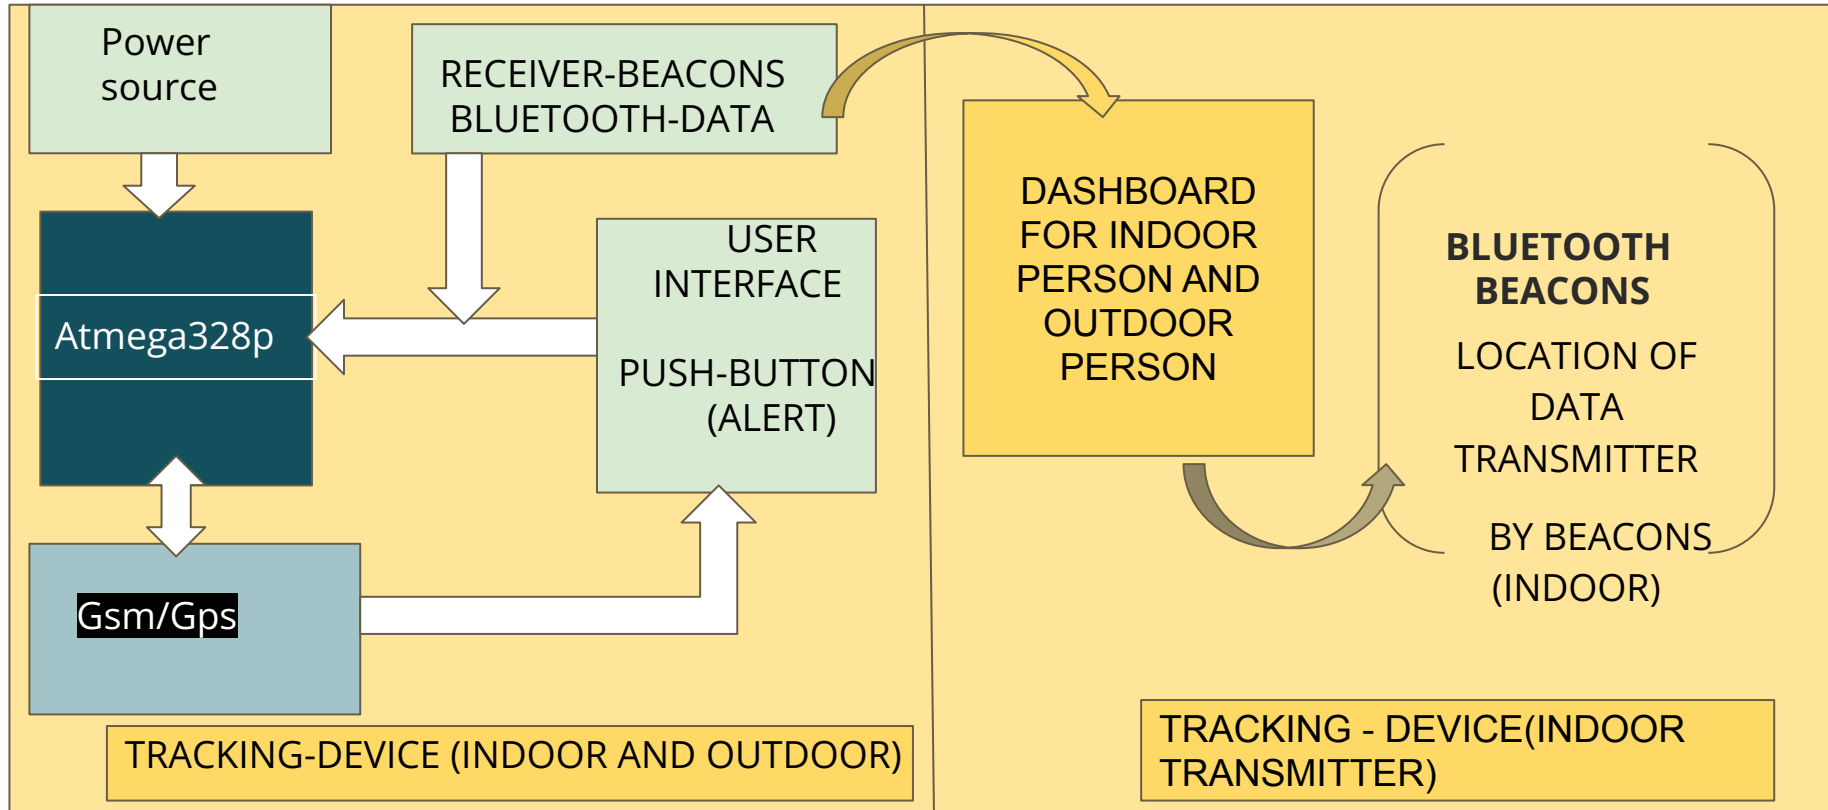 Power
source
RECEIVER-BEACONS
BLUETOOTH-DATA
Atmega328p
USER
INTERFACE
PUSH-BUTTON
(ALERT)
Gsm/Gps
TRACKING-DEVICE (INDOOR AND OUTDOOR)
DASHBOARD
FOR INDOOR
PERSON AND
OUTDOOR
PERSON
BLUETOOTH
BEACONS
LOCATION OF
DATA
TRANSMITTER
BY BEACONS
(INDOOR)
TRACKING - DEVICE(INDOOR
TRANSMITTER)